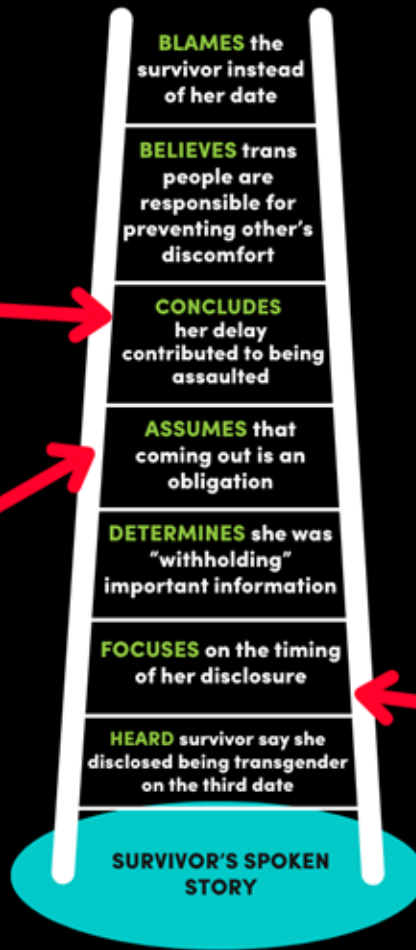 BLAMES the
survivor instead
of her date
BELIEVES trans
people are
responsible for
preventing other's
discomfort
CONCLUDES
her delay
contributed to being
assaulted
ASSUMES that
coming out is an
obligation
DETERMINES she was
"withholding"
important information
FOCUSES on the timing
of her disclosure
HEARD survivor say she
disclosed being transgender
on the third date
SURVIVOR'S SPOKEN
STORY